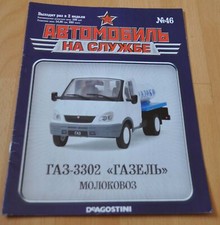 Выходит раз в 2 недели
№46
АВТОМОБИЛЬ
НА СЛУЖБЕ
ГАЗ-3302 «ГАЗЕЛЬ»
МОЛОКОВОЗ
DeAGOSTINI